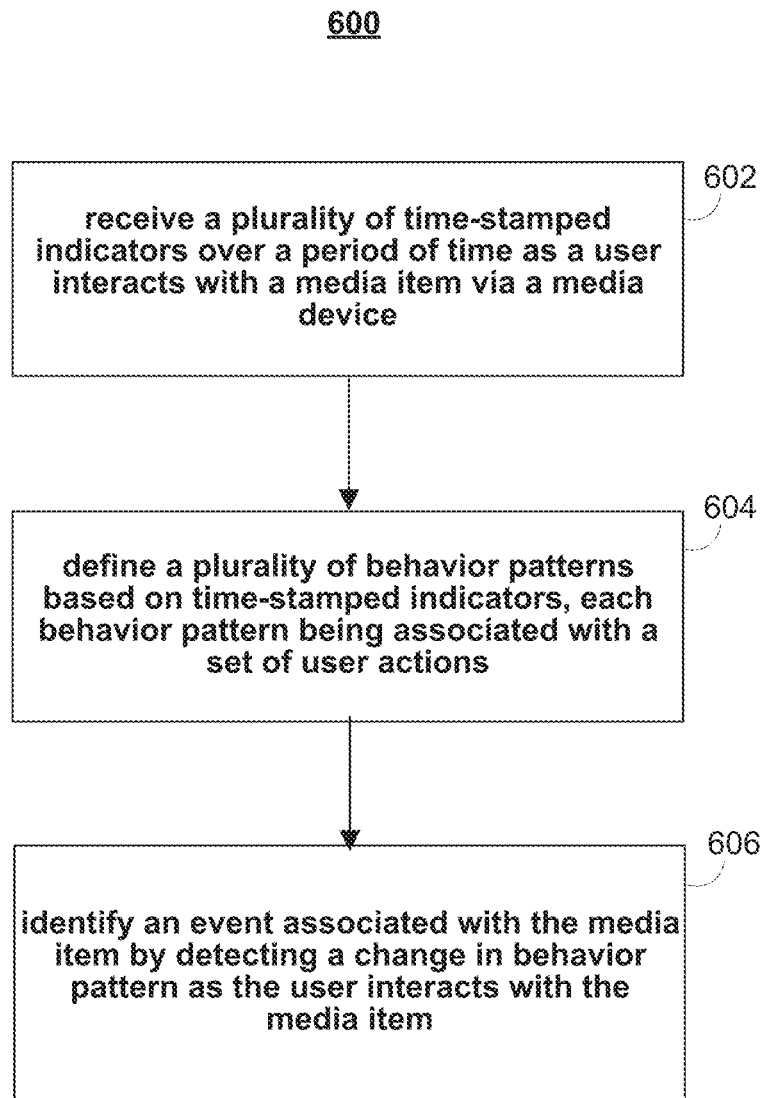 600
602
receive a plurality of time-stamped
indicators over a period of time as a user
interacts with a media item via a media
device
604
define a plurality of behavior patterns
based on time-stamped indicators, each
behavior pattern being associated with a
set of user actions
606
identify an event associated with the media
item by detecting a change in behavior
pattern as the user interacts with the
media item